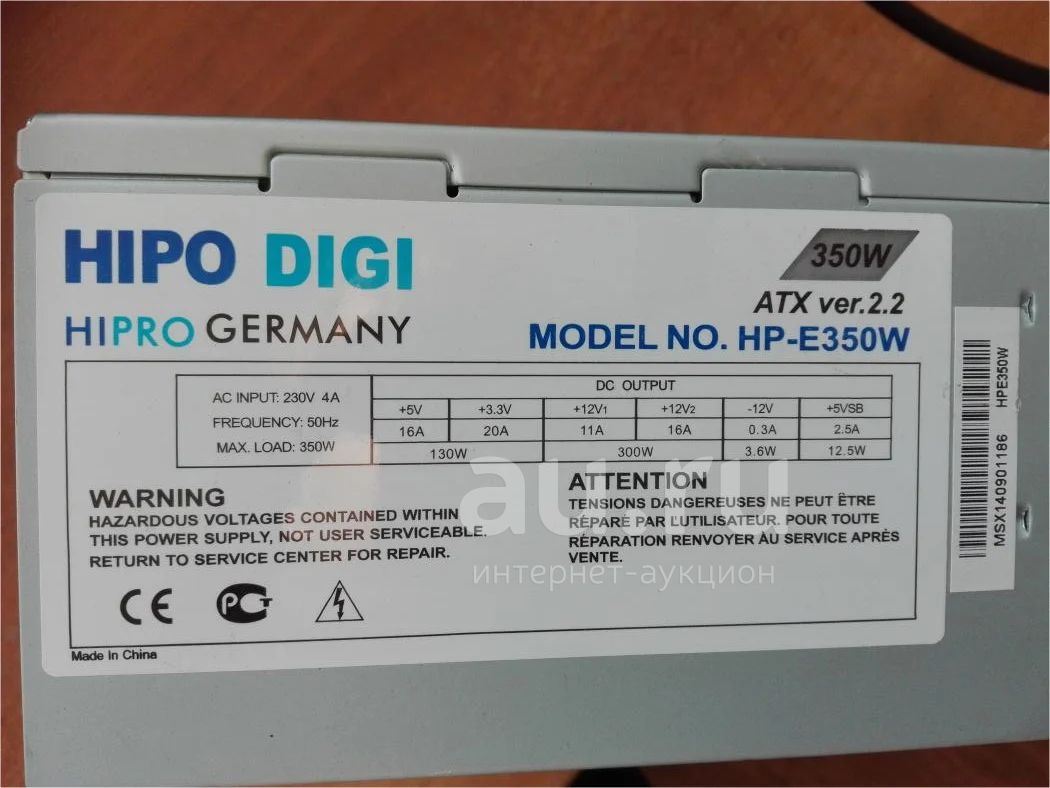 HIPO DIGI
HIPRO GERMANY
350W
ATX ver.2.2
MODEL NO. HP-E350W
AC INPUT: 230V 4A
FREQUENCY: 50Hz
MAX. LOAD: 350W
DC OUTPUT
+5V +3.3V +12V1 +12V2 -12V +5VSB
16A 20A 11A 16A 0.3A 2.5A
130W 300W 3.6W 12.5W
WARNING
HAZARDOUS VOLTAGES CONTAINED WITHIN
THIS POWER SUPPLY, NOT USER SERVICEABLE.
RETURN TO SERVICE CENTER FOR REPAIR.
ATTENTION
TENSIONS DANGEREUSES NE PEUT ÊTRE
RÉPARÉ PAR L'UTILISATEUR. POUR TOUTE
RÉPARATION RENVOYER ÀU SERVICE APRÈS
VENTE.
CE PCT
Made In China
MSX140901186 HPE350W
au.ru
интернет-аукцион